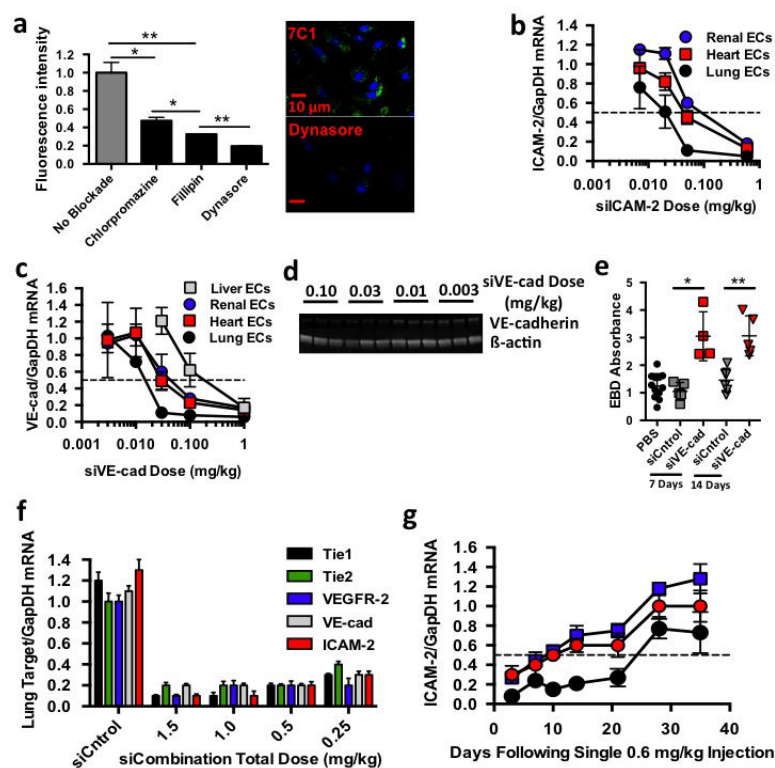 a
Fluorescence intensity
1.2
1.0
0.8
0.6
0.4
0.2
0.0
**
*
*
**
No Blockade
Chlorpromazine
Fillipin
Dynasore
7C1
10 μm
Dynasore
b
ICAM-2/GapDH mRNA
1.4
1.2
1.0
0.8
0.6
0.4
0.2
0.0
Renal ECs
Heart ECs
Lung ECs
0.001
0.010
0.100
1.000
siICAM-2 Dose (mg/kg)
c
VE-cad/GapDH mRNA
1.6
1.4
1.2
1.0
0.8
0.6
0.4
0.2
0.0
Liver ECs
Renal ECs
Heart ECs
Lung ECs
0.001
0.010
0.100
1
siVE-cad Dose (mg/kg)
d
0.10 0.03 0.01 0.003
siVE-cad Dose
(mg/kg)
VE-cadherin
ß-actin
e
EBD Absorbance
5
4
3
2
1
0
*
**
PBS
siCntrol
siVE-cad
siCntrol
siVE-cad
7 Days
14 Days
f
Lung Target/GapDH mRNA
1.4
1.2
1.0
0.8
0.6
0.4
0.2
0.0
Tie1
Tie2
VEGFR-2
VE-cad
ICAM-2
siCntrol
1.5
1.0
0.5
0.25
siCombination Total Dose (mg/kg)
g
ICAM-2/GapDH mRNA
1.6
1.4
1.2
1.0
0.8
0.6
0.4
0.2
0.0
0 10 20 30 40
Days Following Single 0.6 mg/kg Injection